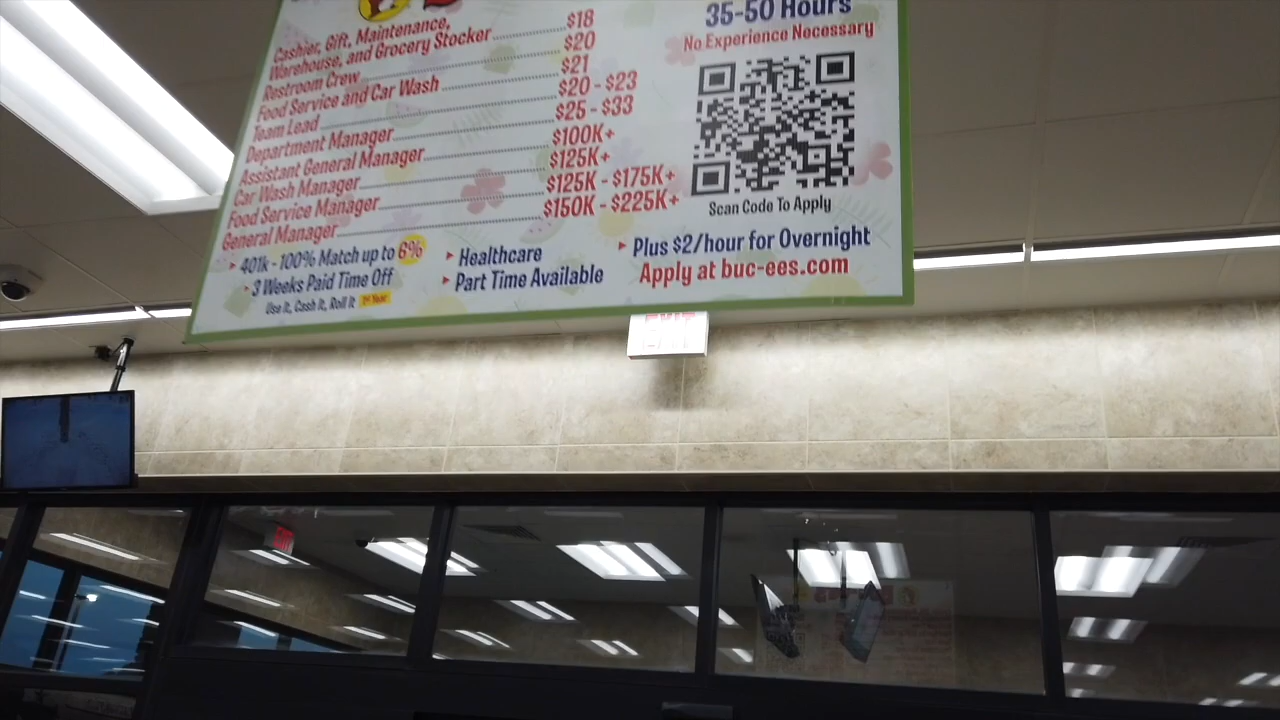 35-50 Hours
No Experience Necessary
Cashier, Gift, Maintenance,
Warehouse, and Grocery Stocker $18
Restroom Crew $20
Food Service and Car Wash $21
Team Lead $20 - $23
Department Manager $25 - $33
Assistant General Manager $100K+
Car Wash Manager $125K+
Food Service Manager $125K - $175K+
General Manager $150K - $225K+
Scan Code To Apply
401k - 100% Match up to 6%
3 Weeks Paid Time Off
Use it, Cash it, Roll it 1st Year
Healthcare
Part Time Available
Plus $2/hour for Overnight
Apply at buc-ees.com
EXIT
EXIT